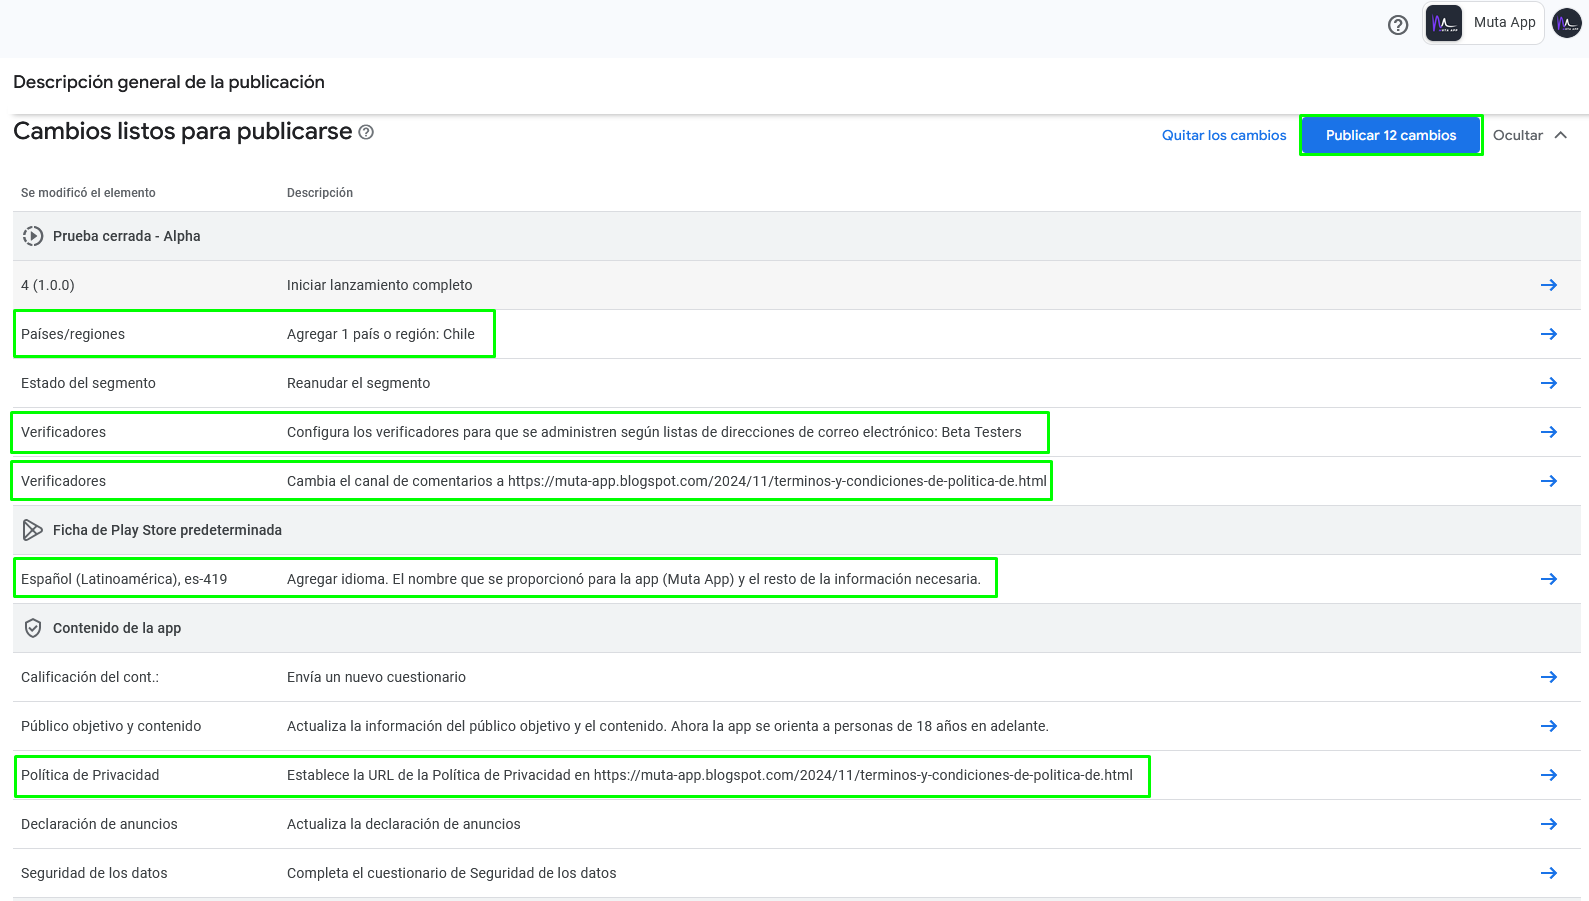 Muta App
Descripción general de la publicación
Cambios listos para publicarse
Quitar los cambios
Publicar 12 cambios
Ocultar
Se modificó el elemento Descripción
Prueba cerrada - Alpha
4 (1.0.0) Iniciar lanzamiento completo
Países/regiones Agregar 1 país o región: Chile
Estado del segmento Reanudar el segmento
Verificadores Configura los verificadores para que se administren según listas de direcciones de correo electrónico: Beta Testers
Verificadores Cambia el canal de comentarios a https://muta-app.blogspot.com/2024/11/terminos-y-condiciones-de-politica-de.html
Ficha de Play Store predeterminada
Español (Latinoamérica), es-419 Agregar idioma. El nombre que se proporcionó para la app (Muta App) y el resto de la información necesaria.
Contenido de la app
Calificación del cont.: Envía un nuevo cuestionario
Público objetivo y contenido Actualiza la información del público objetivo y el contenido. Ahora la app se orienta a personas de 18 años en adelante.
Política de Privacidad Establece la URL de la Política de Privacidad en https://muta-app.blogspot.com/2024/11/terminos-y-condiciones-de-politica-de.html
Declaración de anuncios Actualiza la declaración de anuncios
Seguridad de los datos Completa el cuestionario de Seguridad de los datos